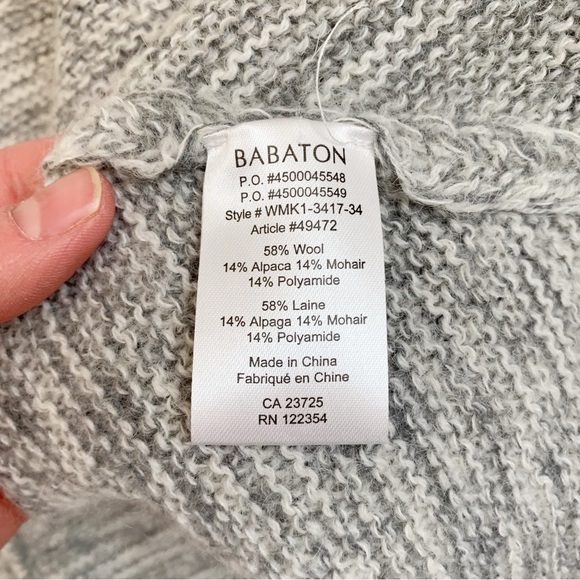 BABATON
P.O. #4500045548
P.O. #4500045549
Style # WMK1-3417-34
Article #49472
58% Wool
14% Alpaca 14% Mohair
14% Polyamide
58% Laine
14% Alpaga 14% Mohair
14% Polyamide
Made in China
Fabriqué en Chine
CA 23725
RN 122354